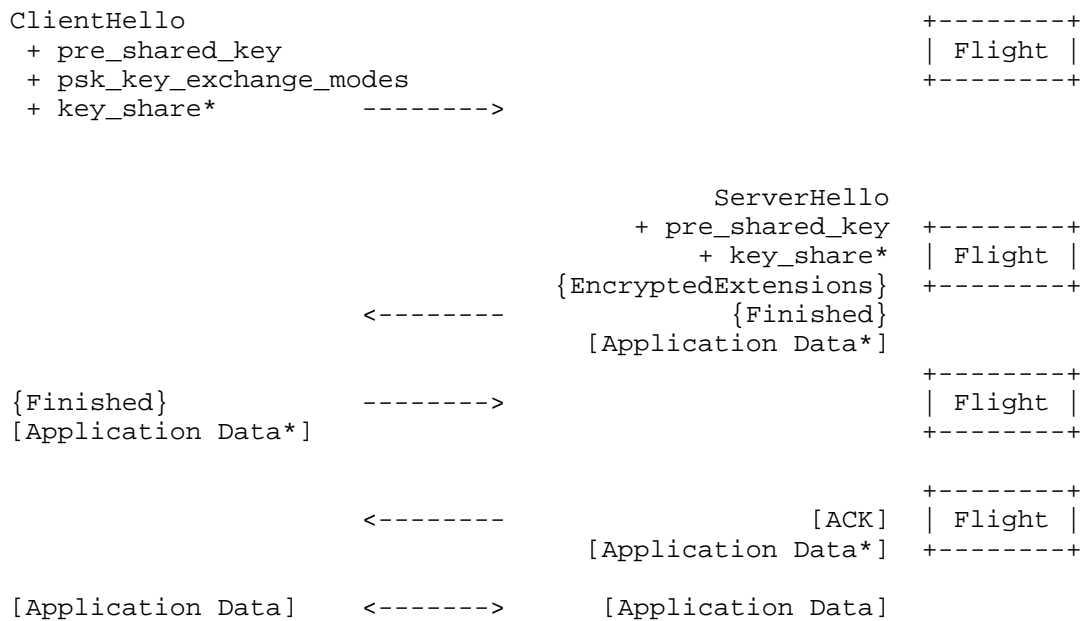 ClientHello                                              +--------+
 + pre_shared_key                                        | Flight |
 + psk_key_exchange_modes                                +--------+
 + key_share*         -------->
                                            ServerHello
                                       + pre_shared_key  +--------+
                                           + key_share*  | Flight |
                                  {EncryptedExtensions}  +--------+
                      <--------              {Finished}
                                    [Application Data*]
                                                         +--------+
{Finished}            -------->                          | Flight |
[Application Data*]                                      +--------+
                                                         +--------+
                      <--------                   [ACK]  | Flight |
                                    [Application Data*]  +--------+
[Application Data]    <------->      [Application Data]